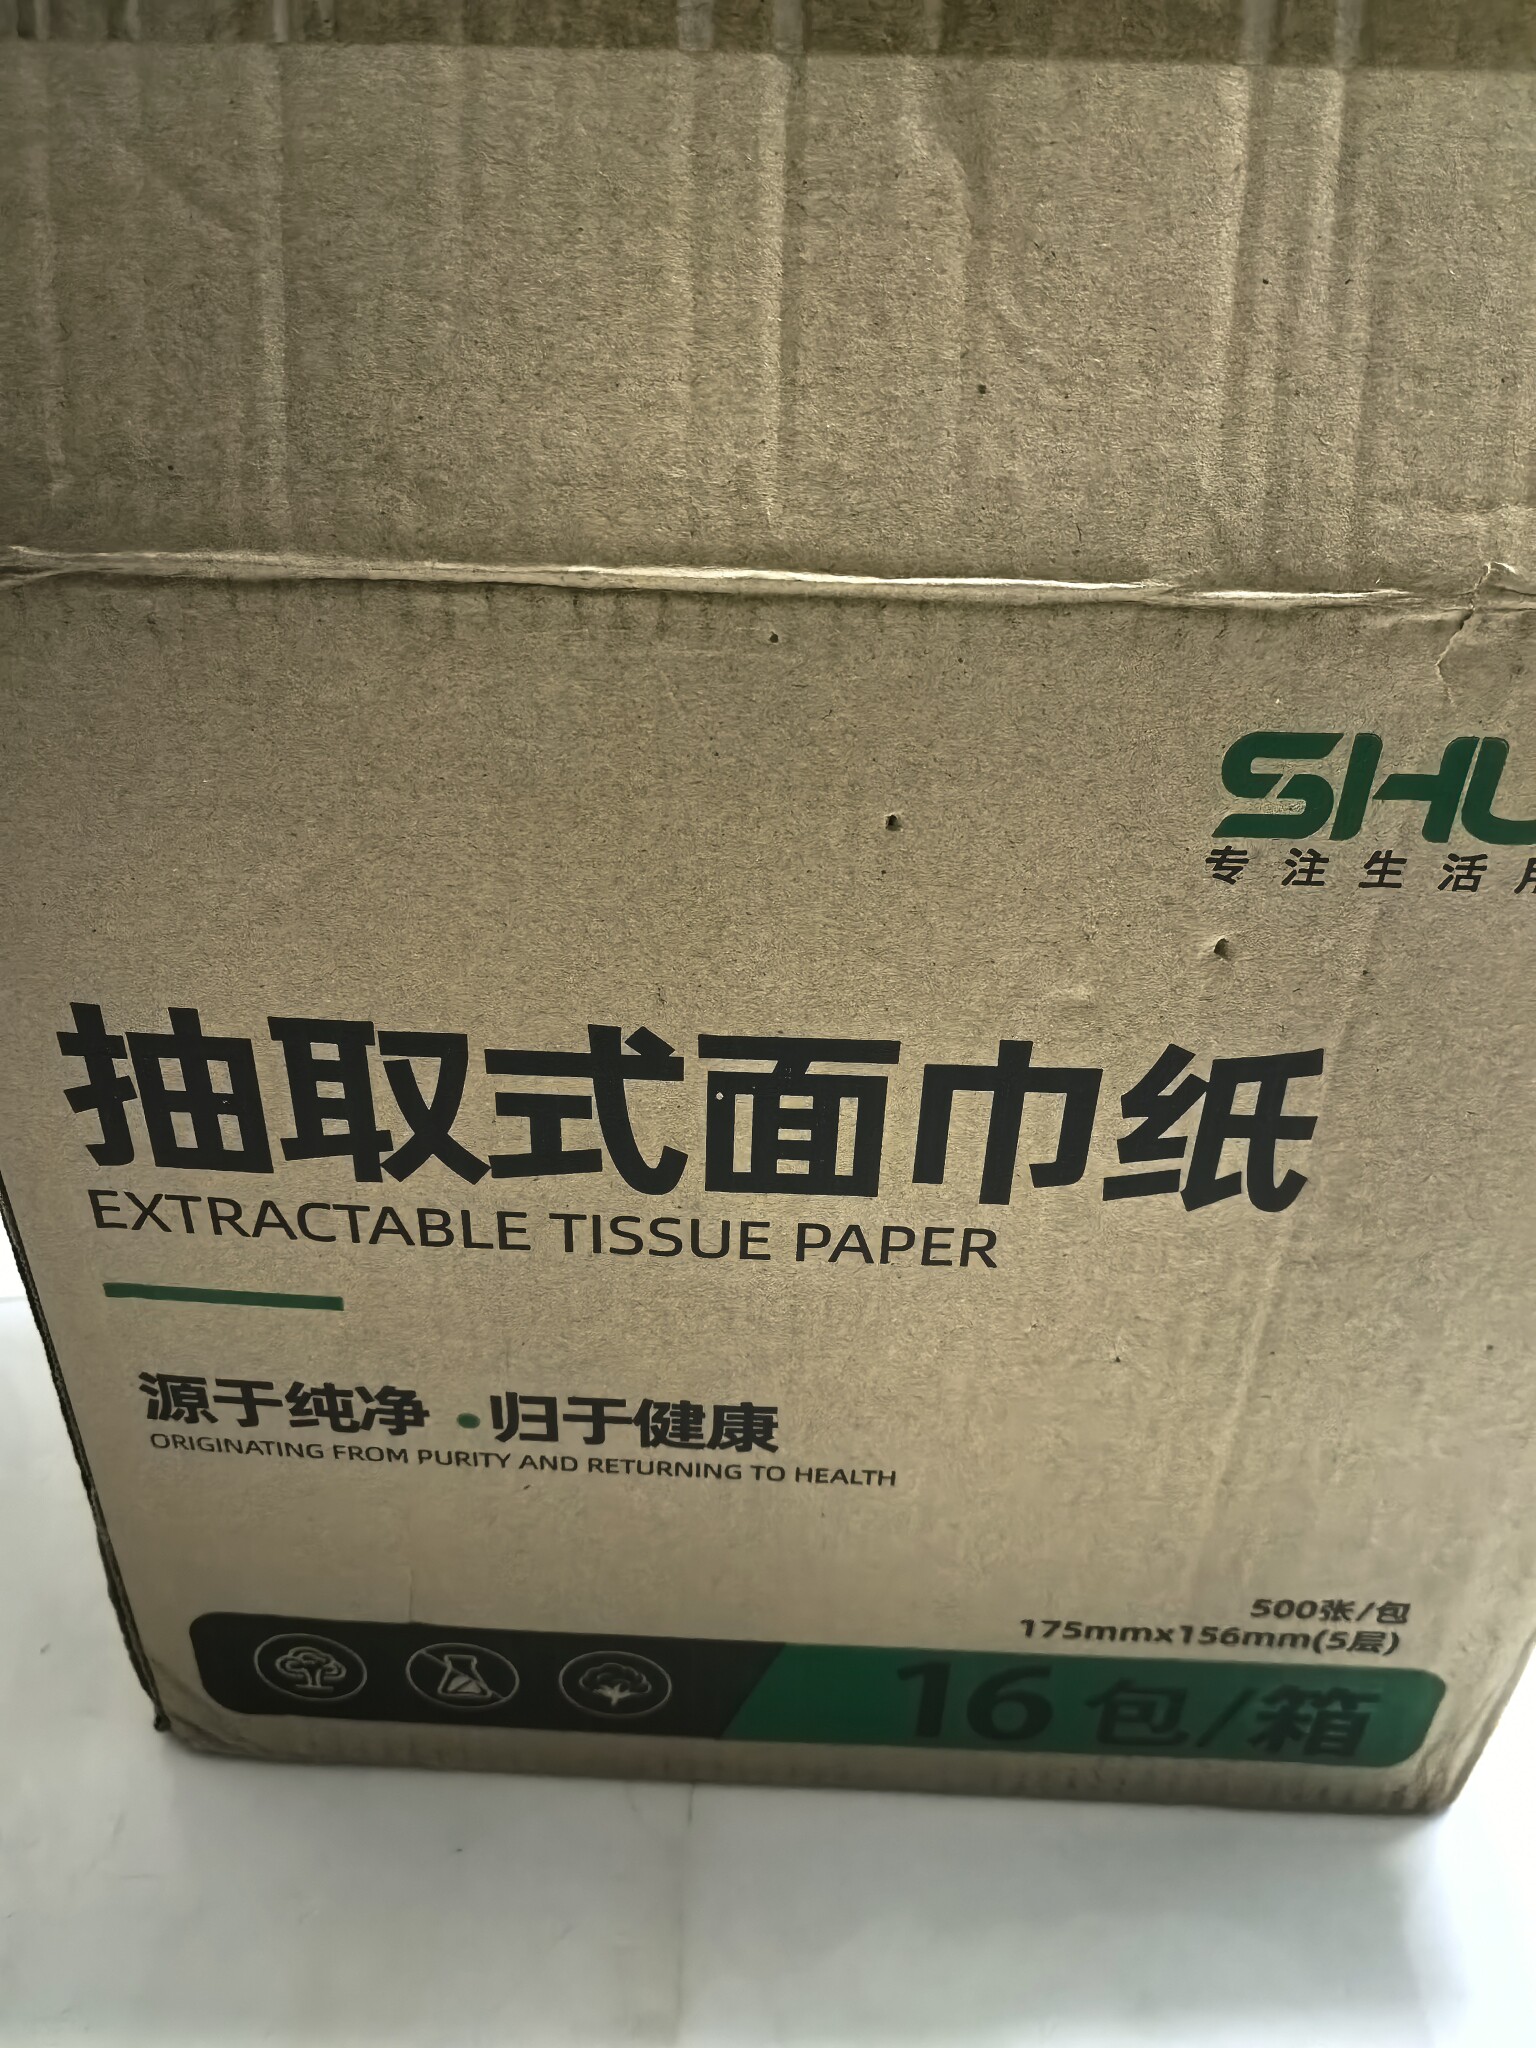 SHU
专注生活
抽取式面巾纸
EXTRACTABLE TISSUE PAPER
源于纯净·归于健康
ORIGINATING FROM PURITY AND RETURNING TO HEALTH
500张/包
175mmx156mm(5层)
16包/箱